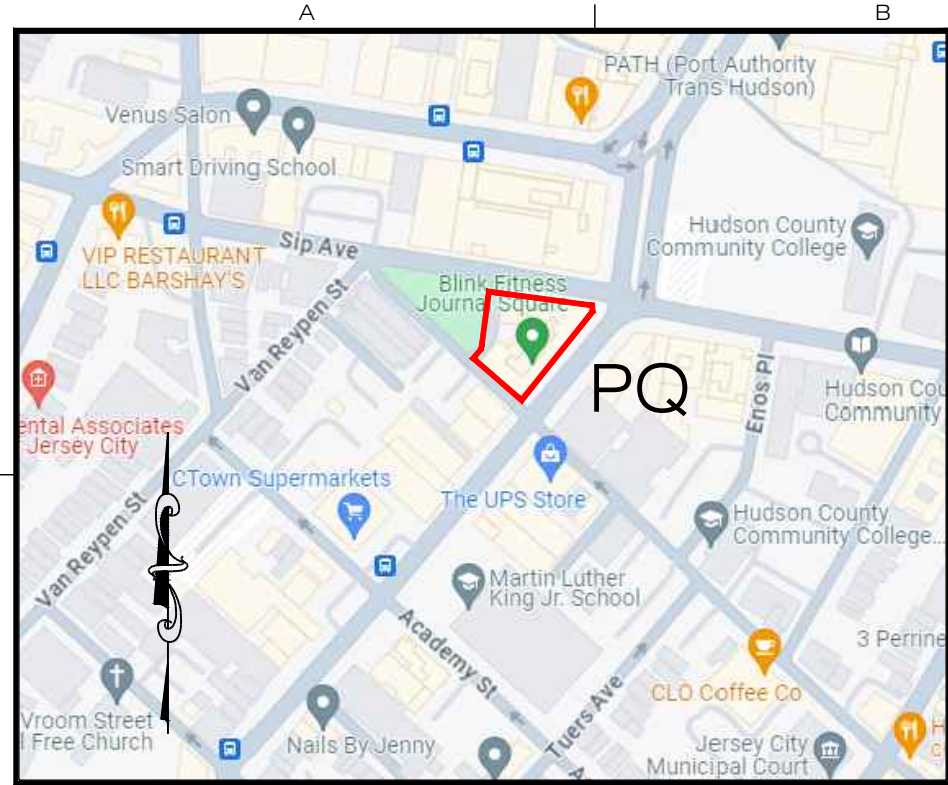 A
B
PATH (Port Authority
Trans Hudson)
Venus Salon
Smart Driving School
Hudson County
Community College
VIP RESTAURANT
LLC BARSHAY'S
Sip Ave
Blink Fitness
Journal Square
Van Reypen St
PQ
Enos Pl
Hudson Cou
Community
ental Associates
Jersey City
CTown Supermarkets
The UPS Store
Van Reypen St
Hudson County
Community College...
Martin Luther
King Jr. School
Academy St
3 Perrine
CLO Coffee Co
Tuers Ave
Vroom Street
l Free Church
Nails By Jenny
Jersey City
Municipal Court